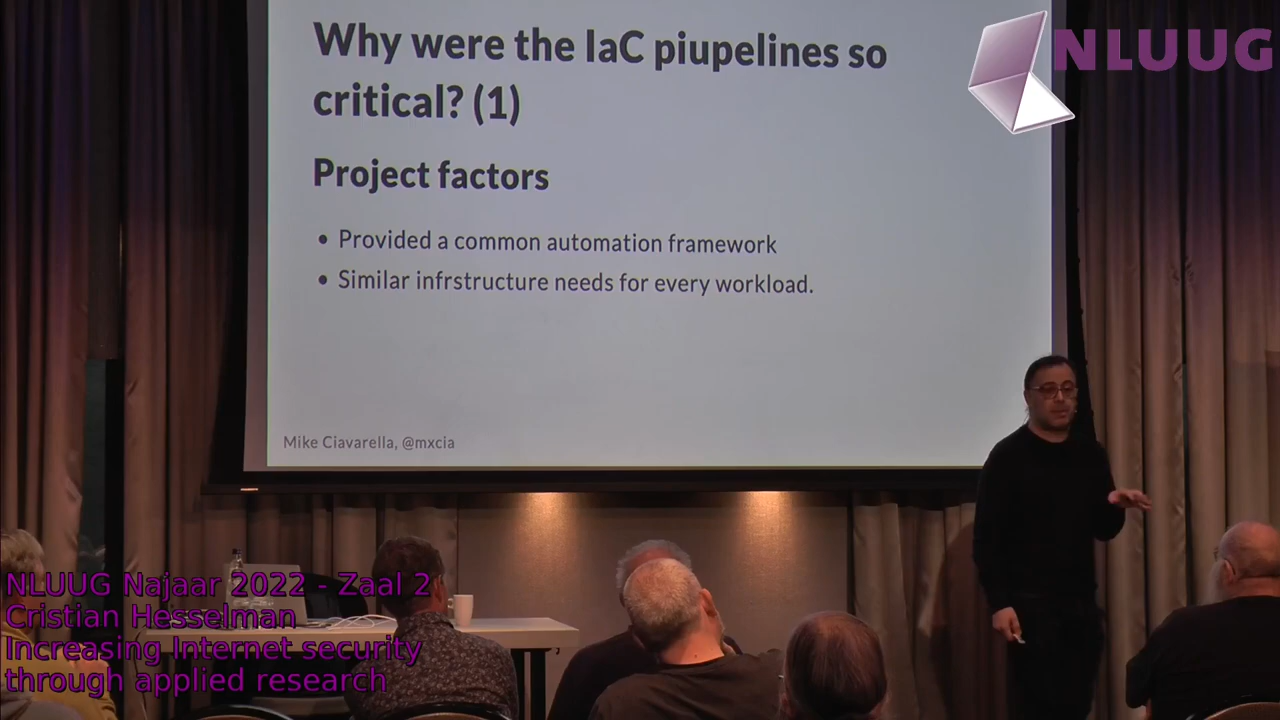 Why were the IaC piupelines so
critical? (1)
Project factors
• Provided a common automation framework
• Similar infrstructure needs for every workload.
Mike Ciavarella, @mxcia
NLUUG
NLUUG Najaar 2022 - Zaal 2
Cristian Hesselman
Increasing Internet security
through applied research